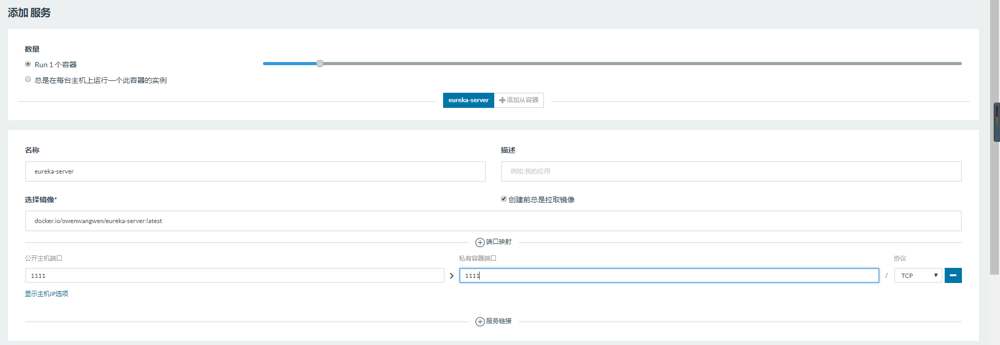 添加 服务
数量
Run 1 个容器
总是在每台主机上运行一个此容器的实例
eureka-server
添加从容器
名称
描述
eureka-server
例如:我的应用
选择镜像*
创建前总是拉取镜像
docker.io/owenwangwen/eureka-server:latest
端口映射
公开主机端口
私有容器端口
协议
1111
1111
/
TCP
显示主机IP选项
服务链接